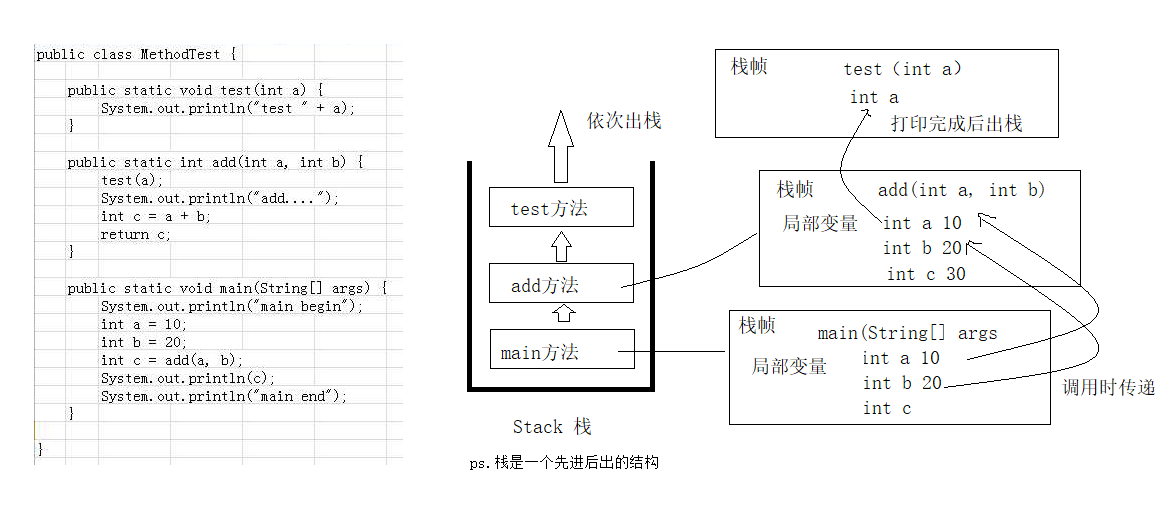 public class MethodTest {
public static void test(int a) {
System.out.println("test " + a);
}
public static int add(int a, int b) {
test(a);
System.out.println("add....");
int c = a + b;
return c;
}
public static void main(String[] args) {
System.out.println("main begin");
int a = 10;
int b = 20;
int c = add(a, b);
System.out.println(c);
System.out.println("main end");
}
}
依次出栈
test方法
add方法
main方法
Stack 栈
ps.栈是一个先进后出的结构
栈帧 test（int a）
int a
打印完成后出栈
栈帧 add(int a, int b)
局部变量 int a 10
int b 20
int c 30
栈帧 main(String[] args
局部变量 int a 10
int b 20
int c
调用时传递